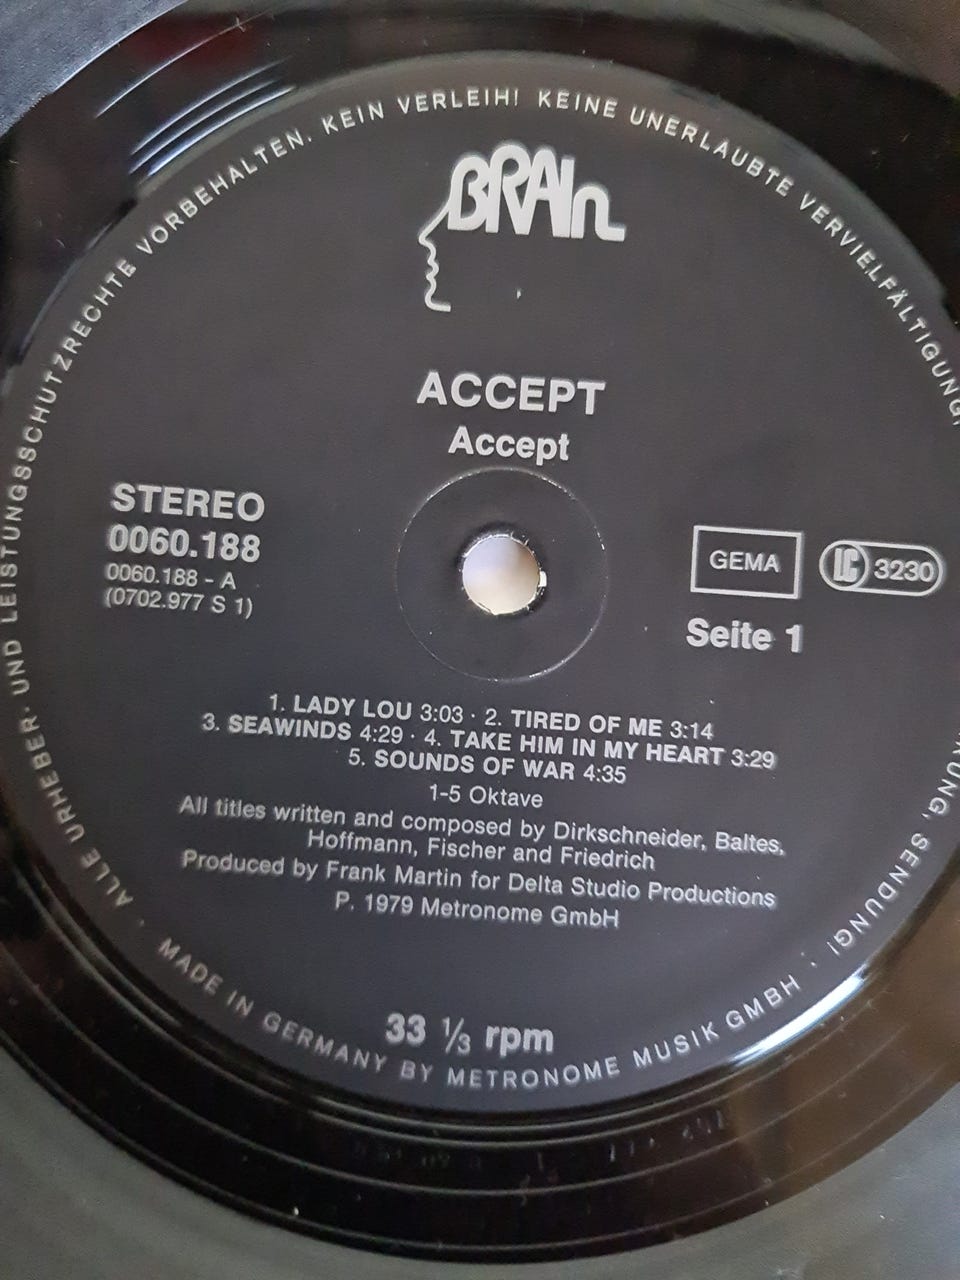 ALLE URHEBER- UND LEISTUNGSSCHUTZRECHTE VORBEHALTEN. KEIN VERLEIH! KEINE UNERLAUBTE VERVIELFÄLTIGUNG,
SENDUNG!
BRAIn
ACCEPT
Accept
STEREO
0060.188
0060.188 - A
(0702.977 S 1)
GEMA
LC 3230
Seite 1
1. LADY LOU 3:03 · 2. TIRED OF ME 3:14
3. SEAWINDS 4:29 · 4. TAKE HIM IN MY HEART 3:29
5. SOUNDS OF WAR 4:35
1-5 Oktave
All titles written and composed by Dirkschneider, Baltes,
Hoffmann, Fischer and Friedrich
Produced by Frank Martin for Delta Studio Productions
P. 1979 Metronome GmbH
33 ⅓ rpm
· MADE IN GERMANY BY METRONOME MUSIK GMBH ·